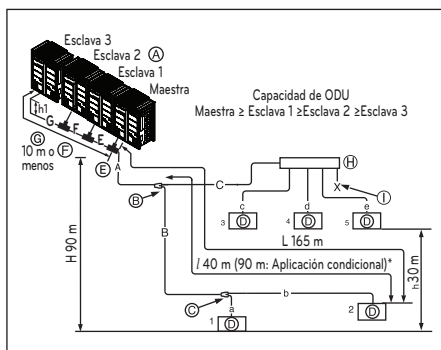 Esclava 3
Esclava 2 Ⓐ
Esclava 1
Maestra
Capacidad de ODU
Maestra ≥ Esclava 1 ≥Esclava 2 ≥Esclava 3
h1
G
F
E
Ⓖ Ⓕ
10 m o
menos
Ⓔ
A
Ⓗ
C
Ⓑ
X
Ⓘ
c
d
e
3 Ⓓ
4 Ⓓ
5 Ⓓ
H 90 m
B
L 165 m
l 40 m (90 m: Aplicación condicional)*
h 30 m
Ⓒ
b
a
2 Ⓓ
1 Ⓓ